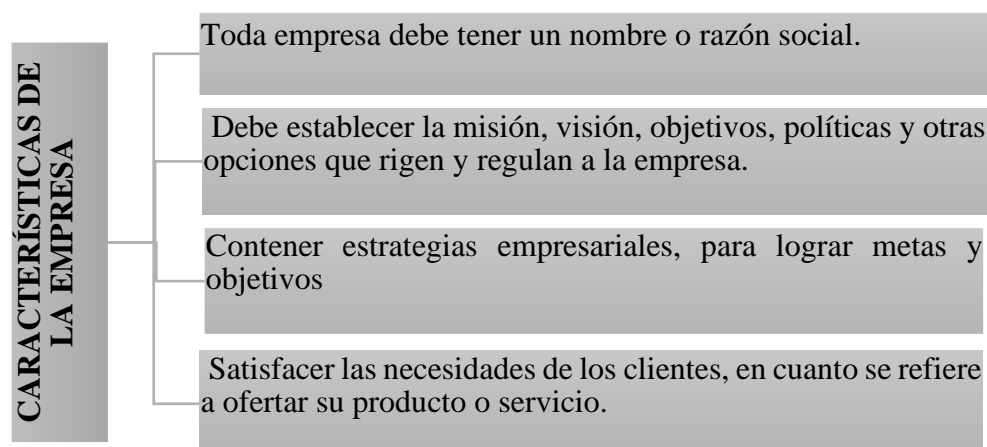 CARACTERÍSTICAS DE
LA EMPRESA
Toda empresa debe tener un nombre o razón social.
Debe establecer la misión, visión, objetivos, políticas y otras
opciones que rigen y regulan a la empresa.
Contener estrategias empresariales, para lograr metas y
objetivos
Satisfacer las necesidades de los clientes, en cuanto se refiere
a ofertar su producto o servicio.